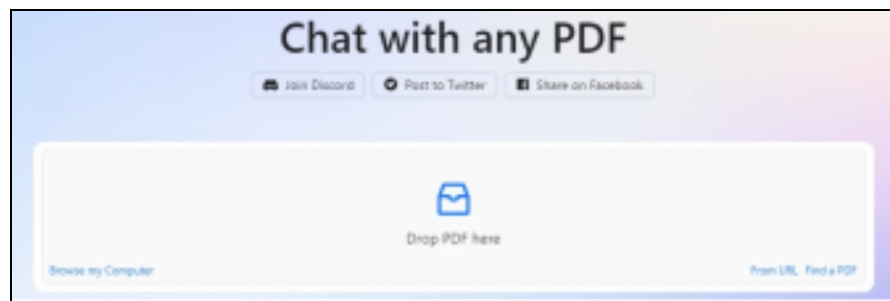 Chat with any PDF
Join Discord Post to Twitter Share on Facebook
Drop PDF here
Browse my Computer From URL Find a PDF